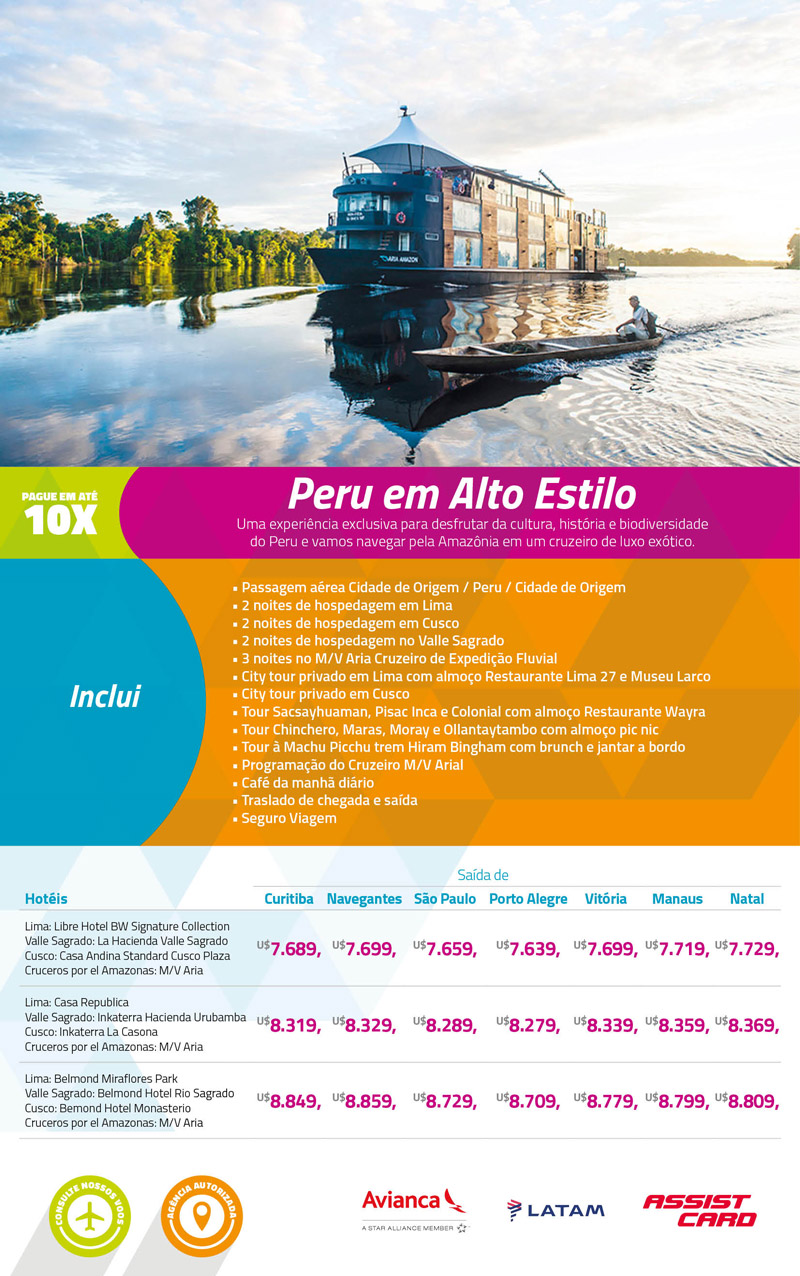 ARIA AMAZON
PAGUE EM ATÉ
10X
Peru em Alto Estilo
Uma experiência exclusiva para desfrutar da cultura, história e biodiversidade
do Peru e vamos navegar pela Amazônia em um cruzeiro de luxo exótico.
Inclui
• Passagem aérea Cidade de Origem / Peru / Cidade de Origem
• 2 noites de hospedagem em Lima
• 2 noites de hospedagem em Cusco
• 2 noites de hospedagem no Valle Sagrado
• 3 noites no M/V Aria Cruzeiro de Expedição Fluvial
• City tour privado em Lima com almoço Restaurante Lima 27 e Museu Larco
• City tour privado em Cusco
• Tour Sacsayhuaman, Pisac Inca e Colonial com almoço Restaurante Wayra
• Tour Chinchero, Maras, Moray e Ollantaytambo com almoço pic nic
• Tour à Machu Picchu trem Hiram Bingham com brunch e jantar a bordo
• Programação do Cruzeiro M/V Arial
• Café da manhã diário
• Traslado de chegada e saída
• Seguro Viagem
Saída de
Hotéis Curitiba Navegantes São Paulo Porto Alegre Vitória Manaus Natal
Lima: Libre Hotel BW Signature Collection
Valle Sagrado: La Hacienda Valle Sagrado
Cusco: Casa Andina Standard Cusco Plaza
Cruceros por el Amazonas: M/V Aria
U$7.689, U$7.699, U$7.659, U$7.639, U$7.699, U$7.719, U$7.729,
Lima: Casa Republica
Valle Sagrado: Inkaterra Hacienda Urubamba
Cusco: Inkaterra La Casona
Cruceros por el Amazonas: M/V Aria
U$8.319, U$8.329, U$8.289, U$8.279, U$8.339, U$8.359, U$8.369,
Lima: Belmond Miraflores Park
Valle Sagrado: Belmond Hotel Rio Sagrado
Cusco: Bemond Hotel Monasterio
Cruceros por el Amazonas: M/V Aria
U$8.849, U$8.859, U$8.729, U$8.709, U$8.779, U$8.799, U$8.809,
CONSULTE NOSSOS VOOS
AGÊNCIA AUTORIZADA
Avianca
A STAR ALLIANCE MEMBER
LATAM
ASSIST
CARD